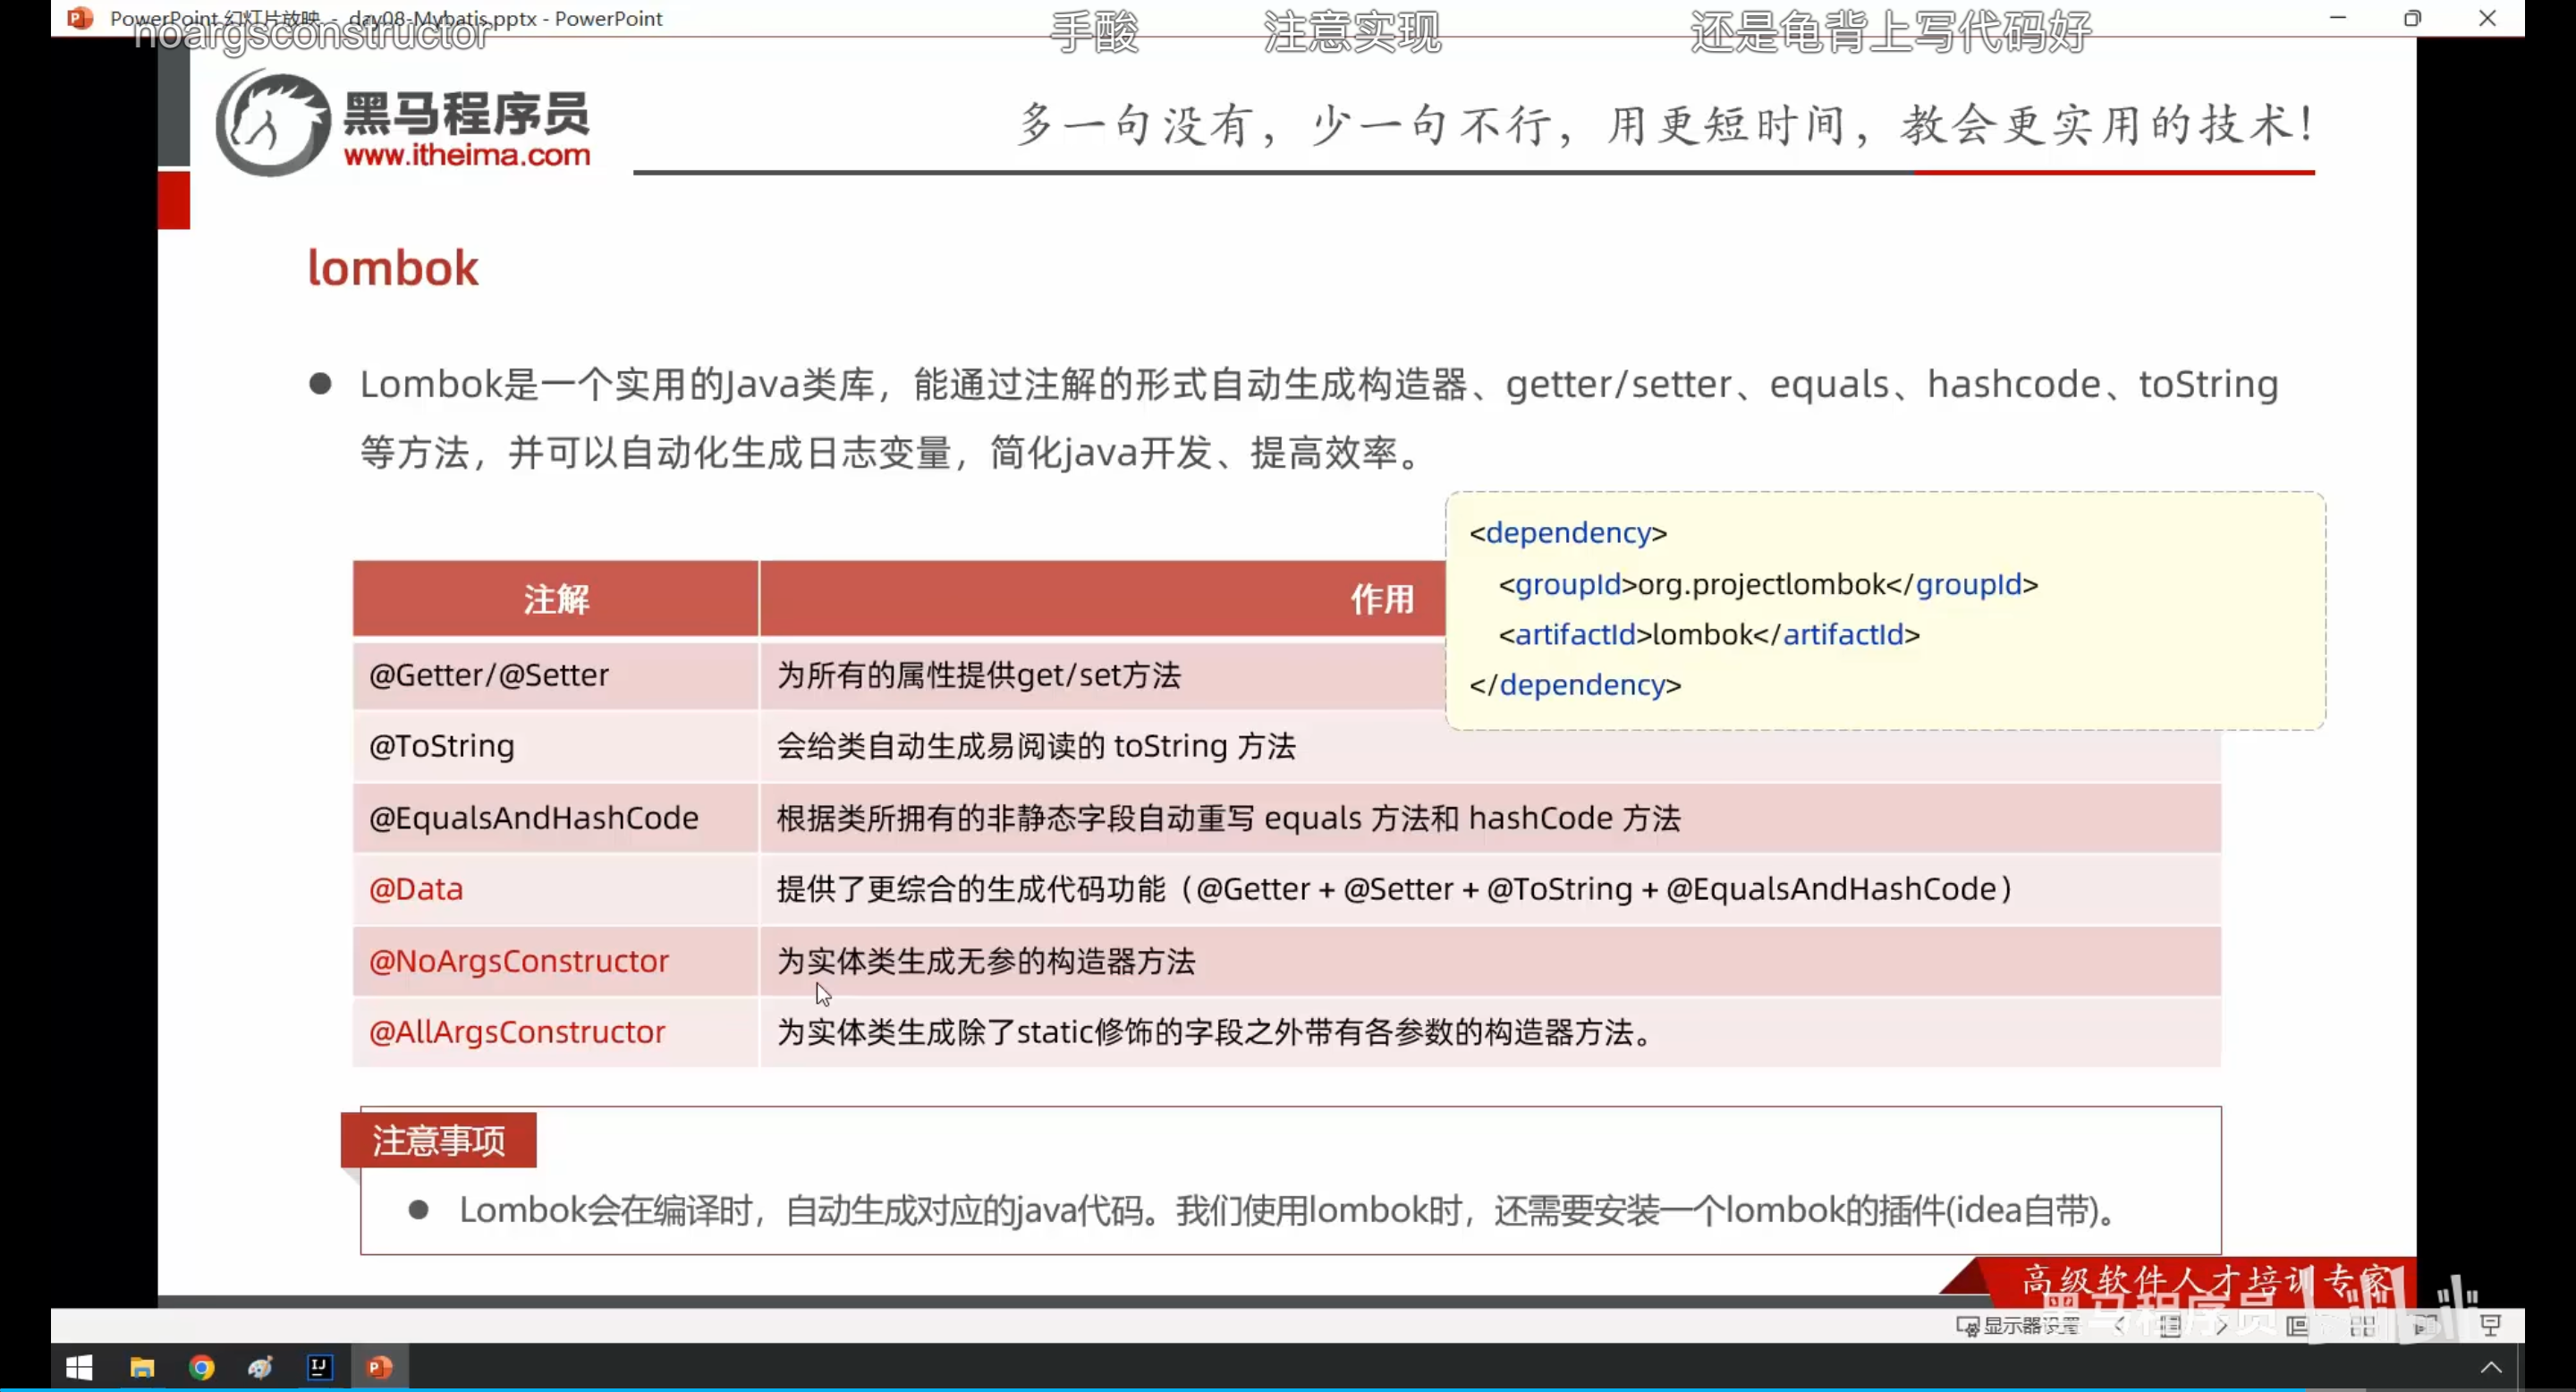 PowerPoint 幻灯片放映 - day08-Mybatis.pptx - PowerPoint
noargsconstructor
手酸
注意实现
还是龟背上写代码好
黑马程序员
www.itheima.com
多一句没有，少一句不行，用更短时间，教会更实用的技术！
lombok
● Lombok是一个实用的Java类库，能通过注解的形式自动生成构造器、getter/setter、equals、hashcode、toString
等方法，并可以自动化生成日志变量，简化java开发、提高效率。
<dependency>
<groupId>org.projectlombok</groupId>
<artifactId>lombok</artifactId>
</dependency>
注解 作用
@Getter/@Setter 为所有的属性提供get/set方法
@ToString 会给类自动生成易阅读的 toString 方法
@EqualsAndHashCode 根据类所拥有的非静态字段自动重写 equals 方法和 hashCode 方法
@Data 提供了更综合的生成代码功能（@Getter + @Setter + @ToString + @EqualsAndHashCode）
@NoArgsConstructor 为实体类生成无参的构造器方法
@AllArgsConstructor 为实体类生成除了static修饰的字段之外带有各参数的构造器方法。
注意事项
● Lombok会在编译时，自动生成对应的java代码。我们使用lombok时，还需要安装一个lombok的插件(idea自带)。
高级软件人才培训专家
黑马程序员
显示器设置